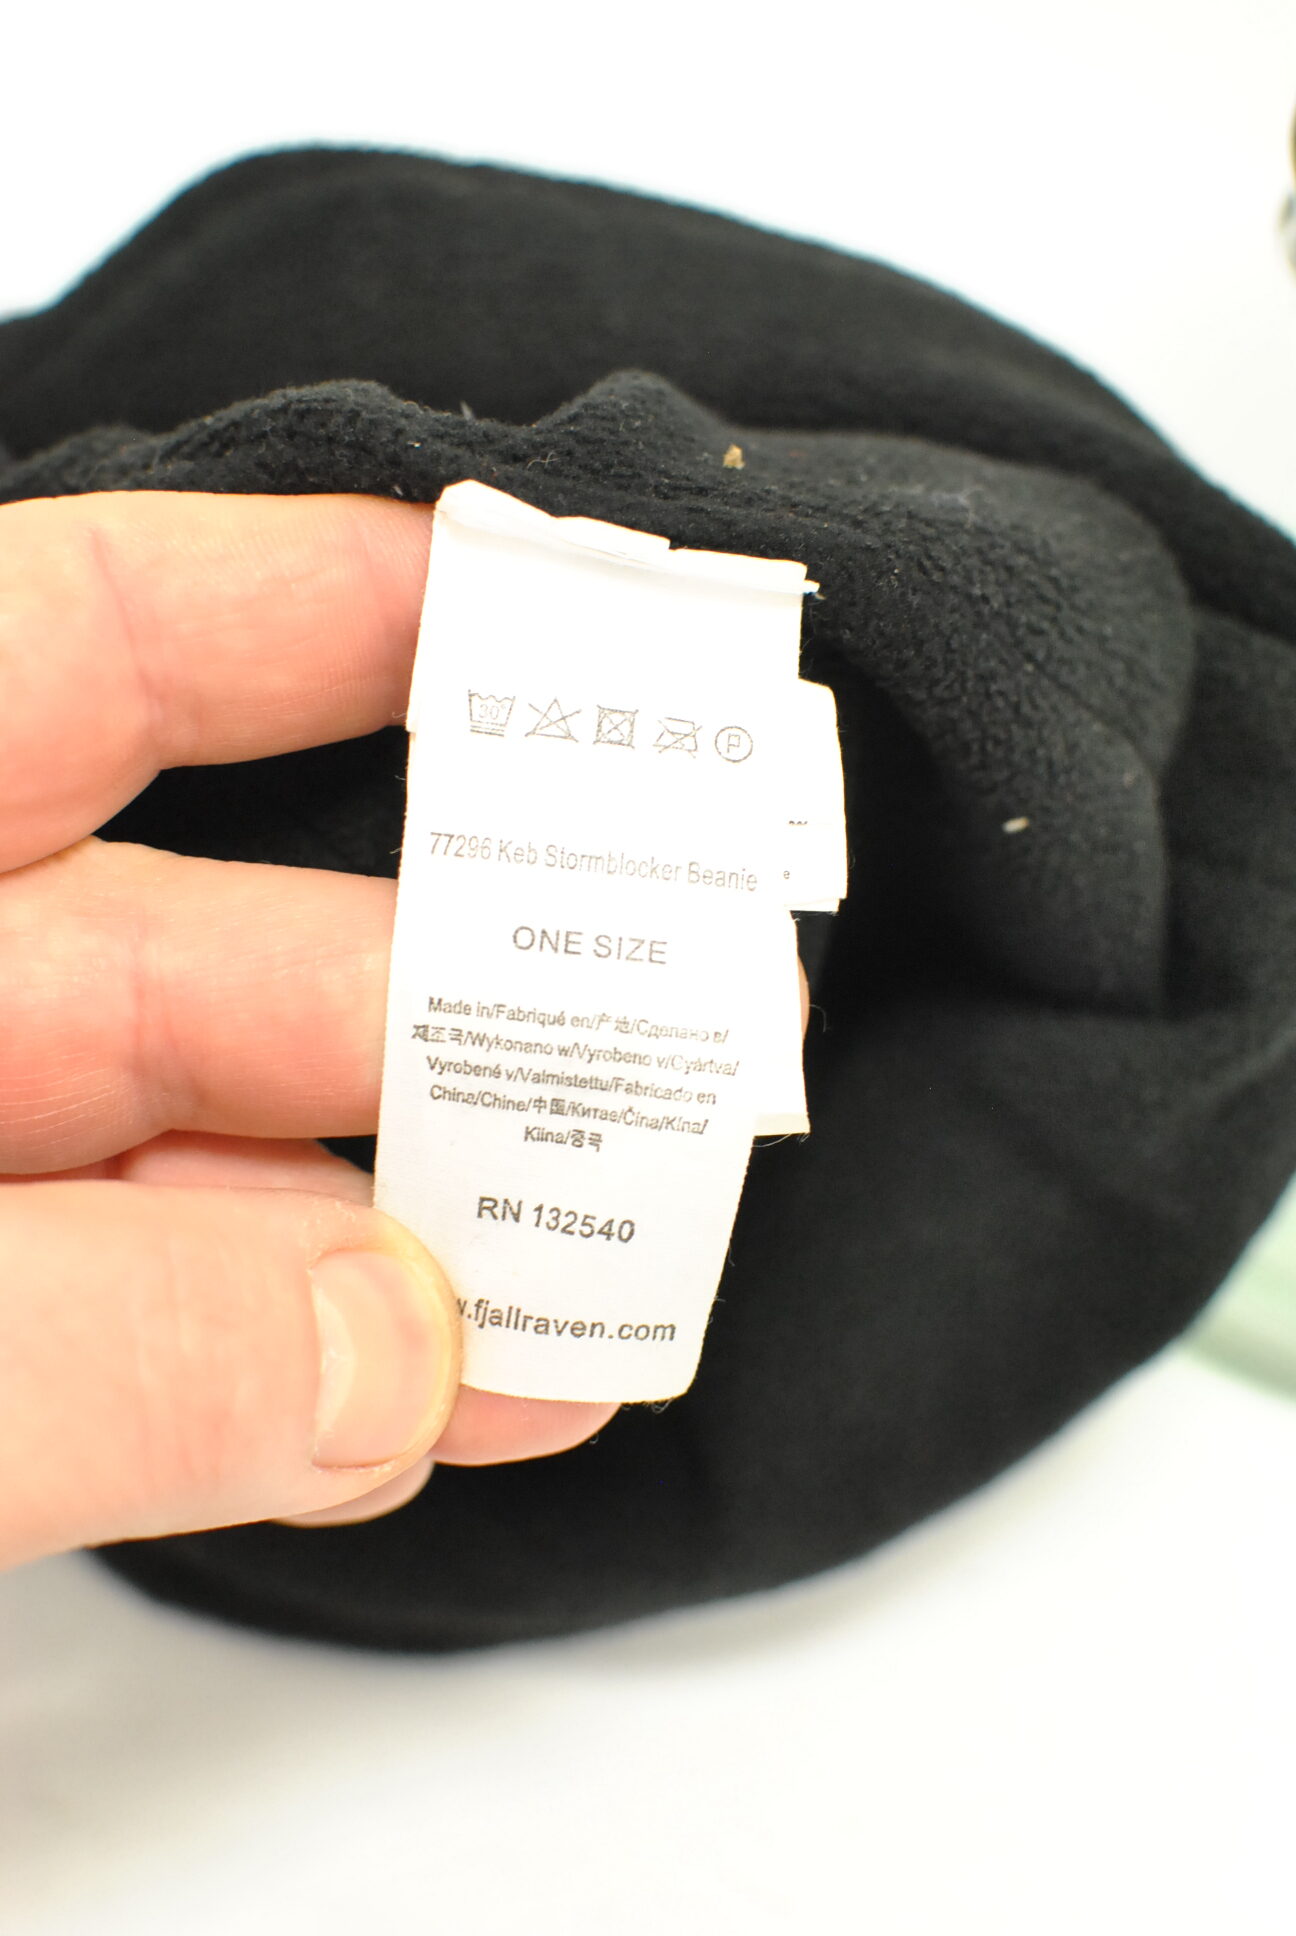 30°
P
77296 Keb Stormblocker Beanie
e
ONE SIZE
Made in/Fabriqué en/产地/Сделано в/
제조국/Wykonano w/Vyrobeno v/Gyártva/
Vyrobené v/Valmistettu/Fabricado en
China/Chine/中国/Китае/Čína/Kína/
Kiina/중국
RN 132540
w.fjallraven.com